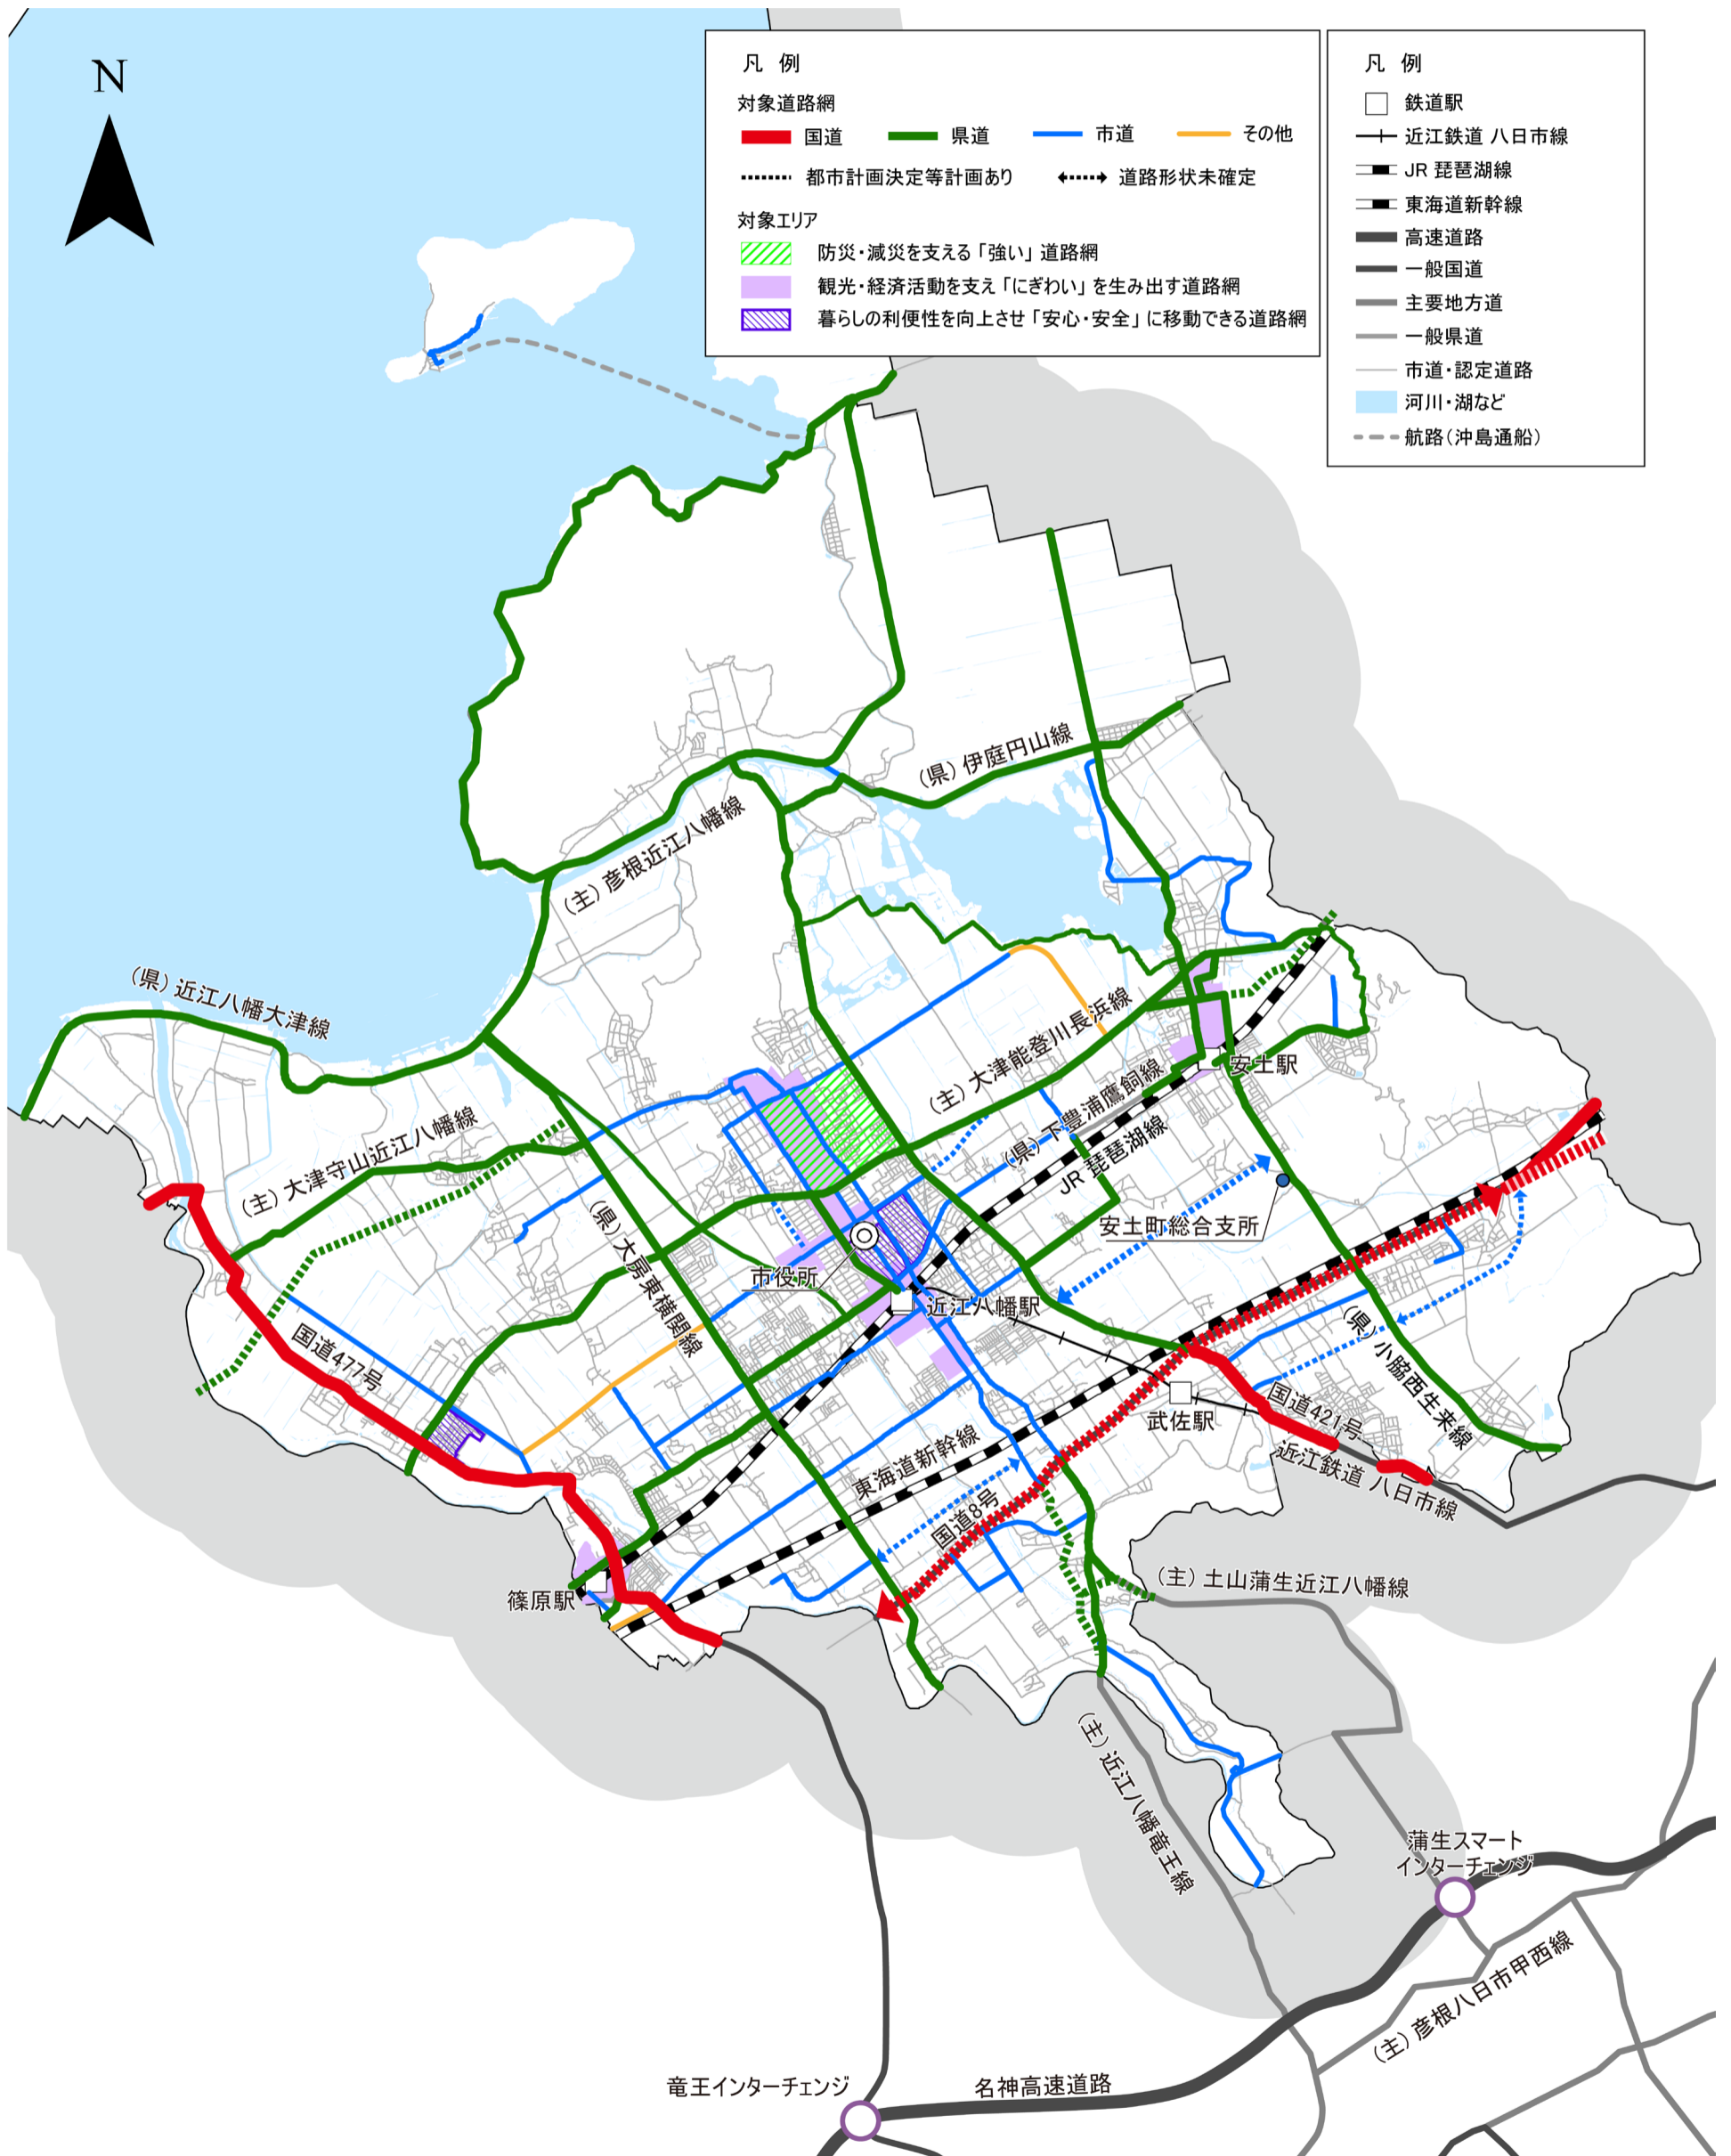 N
凡 例
対象道路網
国道
県道
市道
その他
都市計画決定等計画あり
道路形状未確定
対象エリア
防災・減災を支える「強い」道路網
観光・経済活動を支え「にぎわい」を生み出す道路網
暮らしの利便性を向上させ「安心・安全」に移動できる道路網
凡 例
鉄道駅
近江鉄道 八日市線
JR 琵琶湖線
東海道新幹線
高速道路
一般国道
主要地方道
一般県道
市道・認定道路
河川・湖など
航路(沖島通船)
(県)伊庭円山線
(主)彦根近江八幡線
(県)近江八幡大津線
(主)大津能登川長浜線
(県)下豊浦鷹飼線
安土駅
JR 琵琶湖線
(主)大津守山近江八幡線
(県)大房東横関線
安土町総合支所
市役所
近江八幡駅
国道477号
(県)小脇西生来線
武佐駅
国道421号
近江鉄道 八日市線
東海道新幹線
国道8号
篠原駅
(主)土山蒲生近江八幡線
(主)近江八幡竜王線
蒲生スマート
インターチェンジ
(主)彦根八日市甲西線
竜王インターチェンジ
名神高速道路